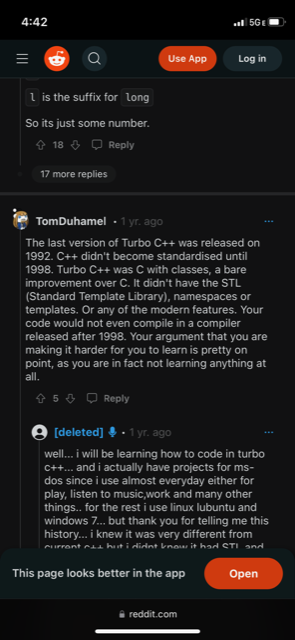 4:42
5G E
Use App
Log in
l is the suffix for long
So its just some number.
18
Reply
17 more replies
TomDuhamel • 1 yr. ago
The last version of Turbo C++ was released on
1992. C++ didn't become standardised until
1998. Turbo C++ was C with classes, a bare
improvement over C. It didn't have the STL
(Standard Template Library), namespaces or
templates. Or any of the modern features. Your
code would not even compile in a compiler
released after 1998. Your argument that you are
making it harder for you to learn is pretty on
point, as you are in fact not learning anything at
all.
5
Reply
[deleted] • 1 yr. ago
well... i will be learning how to code in turbo
c++... and i actually have projects for ms-
dos since i use almost everyday either for
play, listen to music,work and many other
things.. for the rest i use linux lubuntu and
windows 7... but thank you for telling me this
history... i knew it was very different from
current c++ but i didnt knew it had STL and
This page looks better in the app
Open
reddit.com